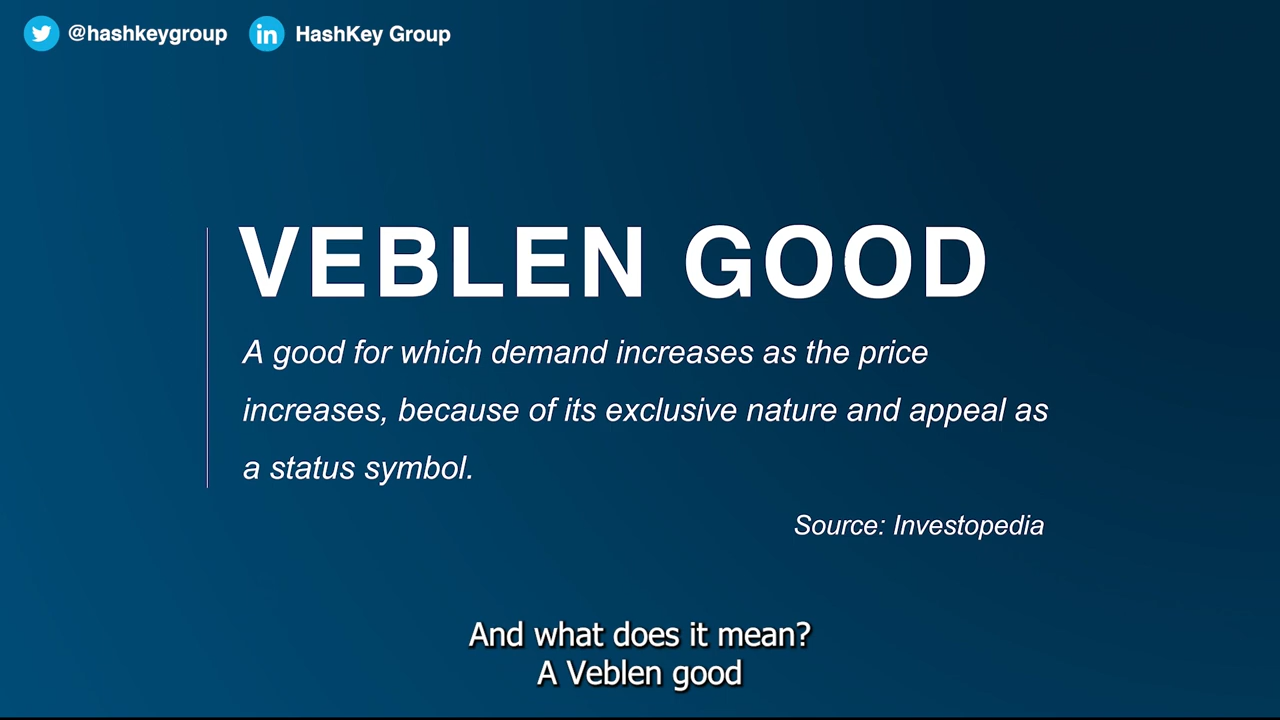 @hashkeygroup HashKey Group
VEBLEN GOOD
A good for which demand increases as the price
increases, because of its exclusive nature and appeal as
a status symbol.
Source: Investopedia
And what does it mean?
A Veblen good